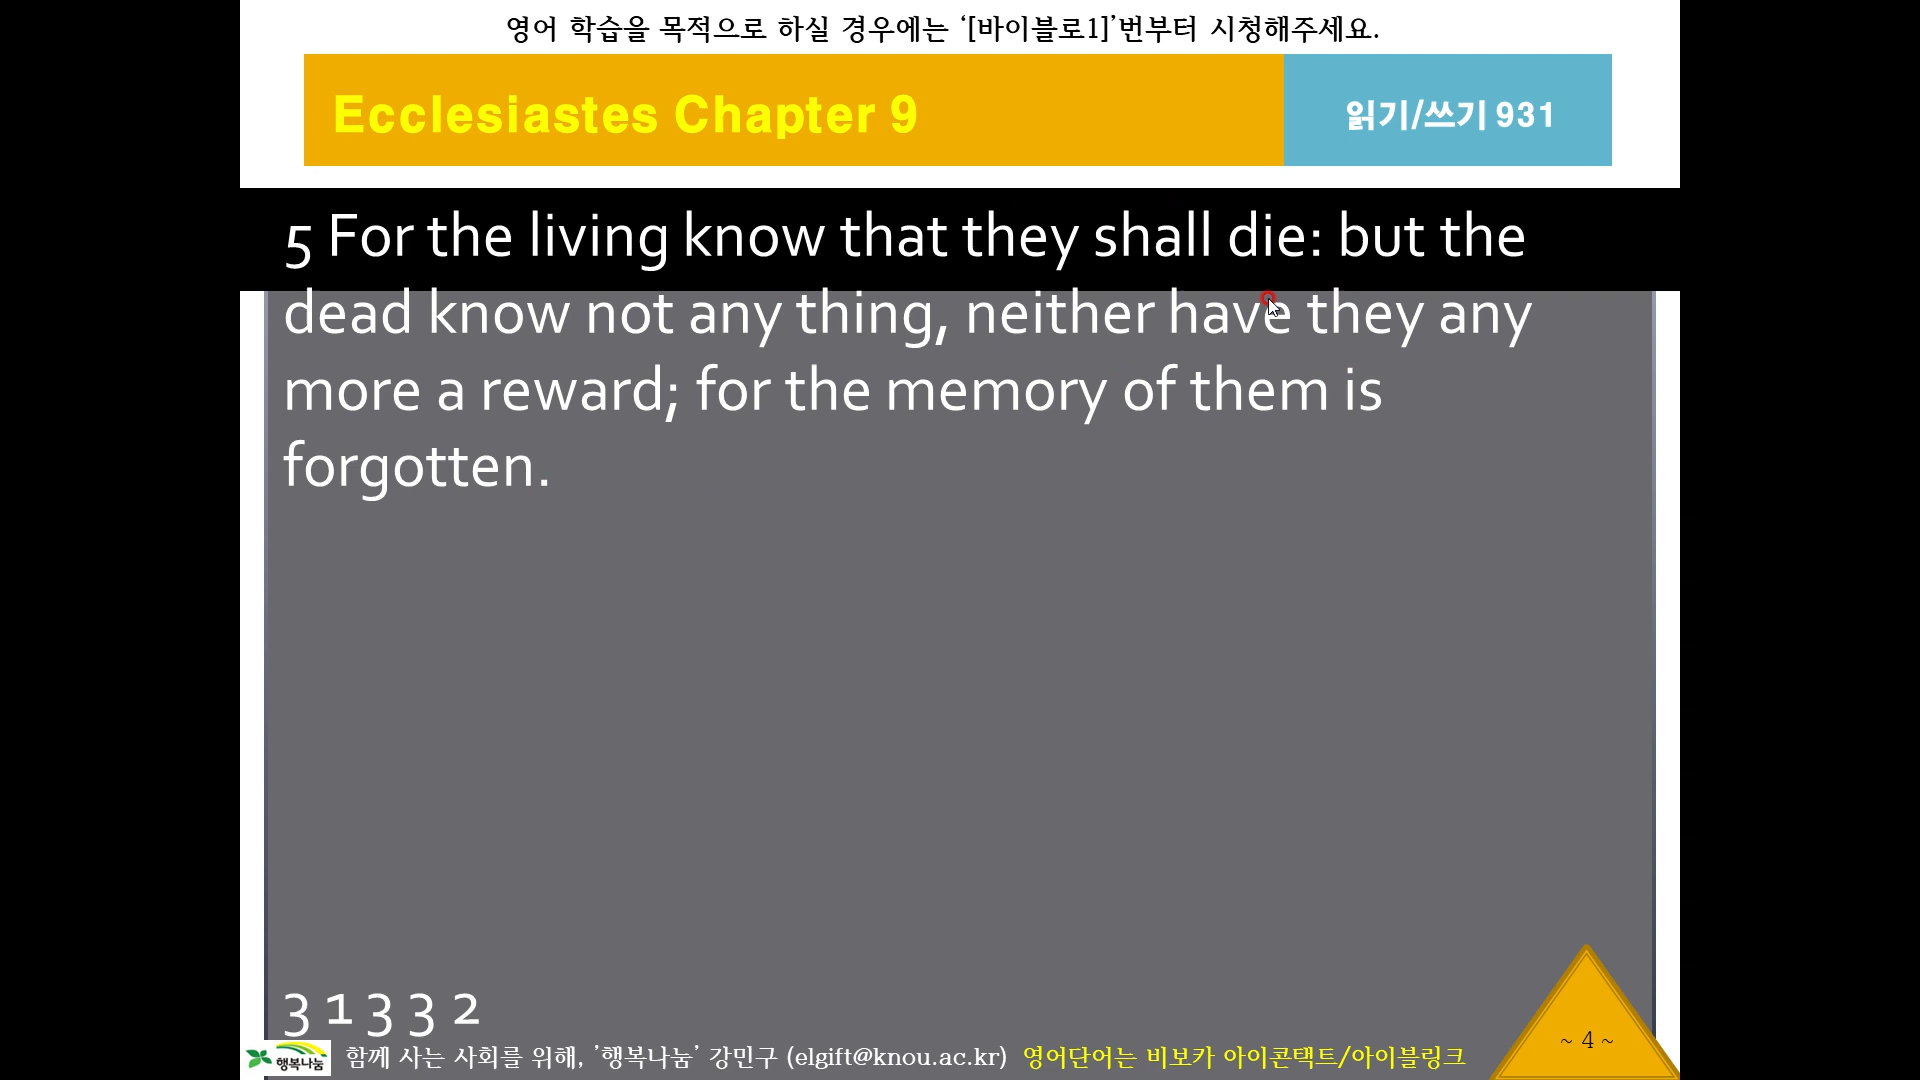 영어 학습을 목적으로 하실 경우에는 ‘[바이블로1]’번부터 시청해주세요.
Ecclesiastes Chapter 9
읽기/쓰기 931
5 For the living know that they shall die: but the
dead know not any thing, neither have they any
more a reward; for the memory of them is
forgotten.
3 1 3 3 2
행복나눔
함께 사는 사회를 위해, ’행복나눔’ 강민구 (elgift@knou.ac.kr) 영어단어는 비보카 아이콘택트/아이블링크
~ 4 ~